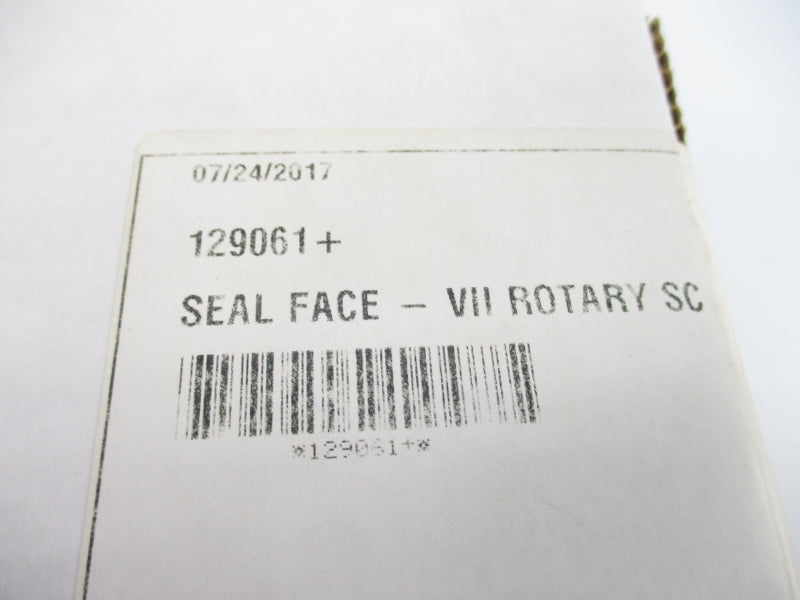 07/24/2017
129061+
SEAL FACE - VII ROTARY SC
*129061+*